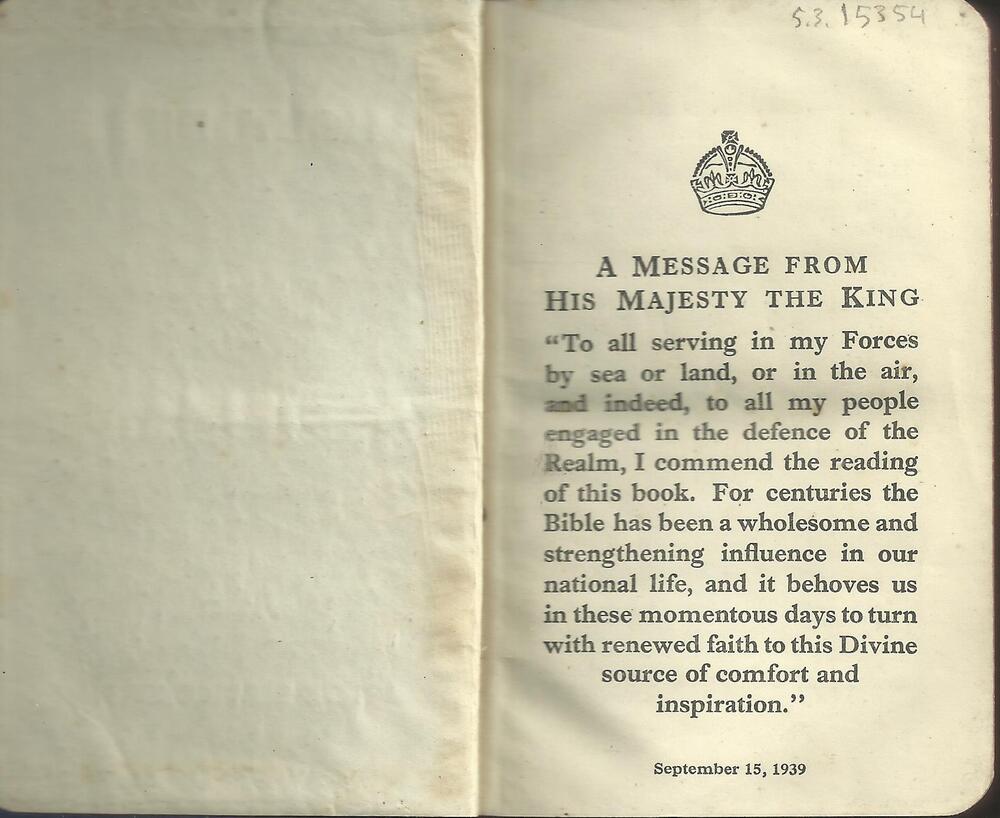 5.3. 15354
A MESSAGE FROM
HIS MAJESTY THE KING
“To all serving in my Forces
by sea or land, or in the air,
and indeed, to all my people
engaged in the defence of the
Realm, I commend the reading
of this book. For centuries the
Bible has been a wholesome and
strengthening influence in our
national life, and it behoves us
in these momentous days to turn
with renewed faith to this Divine
source of comfort and
inspiration.”
September 15, 1939